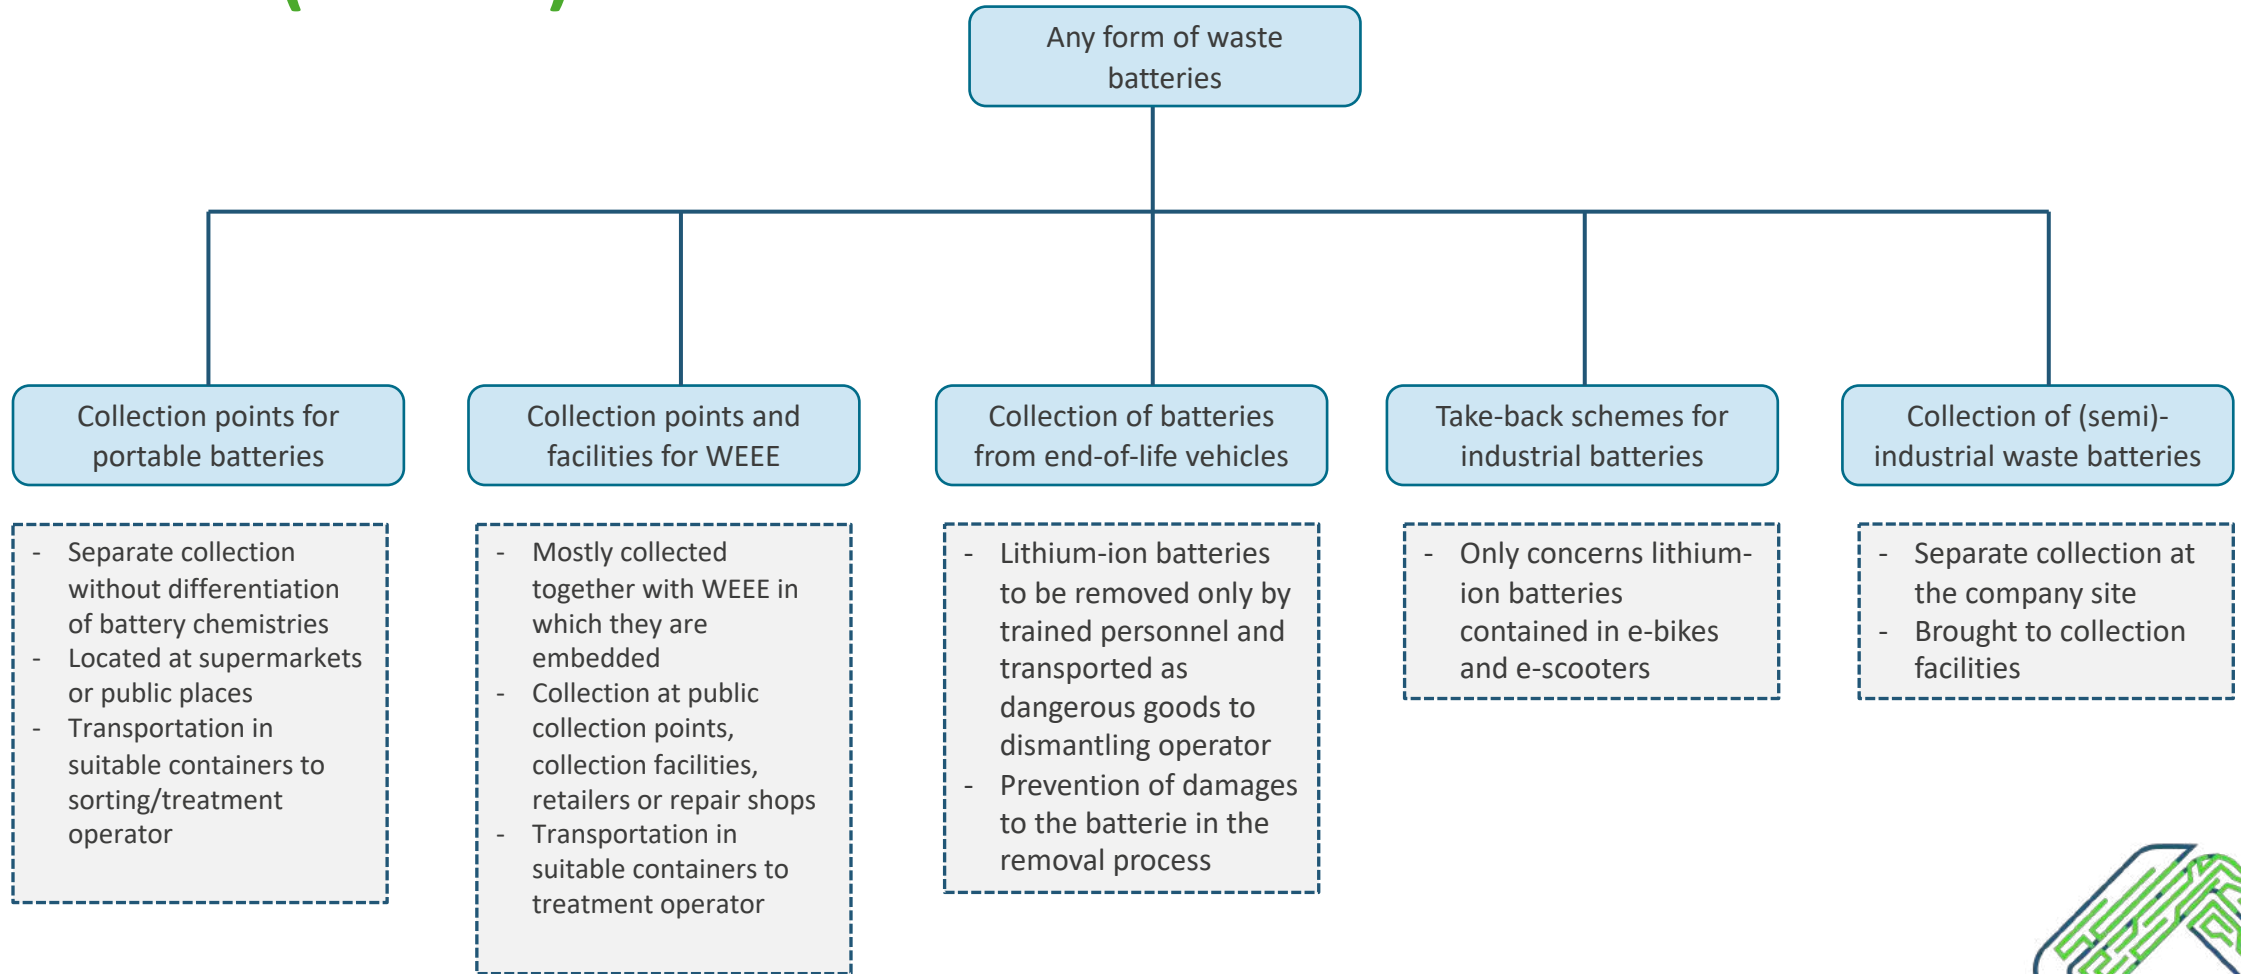 Any form of waste
batteries
Collection points for
portable batteries
Collection points and
facilities for WEEE
Collection of batteries
from end-of-life vehicles
Take-back schemes for
industrial batteries
Collection of (semi)-
industrial waste batteries
- Separate collection
without differentiation
of battery chemistries
- Located at supermarkets
or public places
- Transportation in
suitable containers to
sorting/treatment
operator
- Mostly collected
together with WEEE in
which they are
embedded
- Collection at public
collection points,
collection facilities,
retailers or repair shops
- Transportation in
suitable containers to
treatment operator
- Lithium-ion batteries
to be removed only by
trained personnel and
transported as
dangerous goods to
dismantling operator
- Prevention of damages
to the batterie in the
removal process
- Only concerns lithium-
ion batteries
contained in e-bikes
and e-scooters
- Separate collection at
the company site
- Brought to collection
facilities